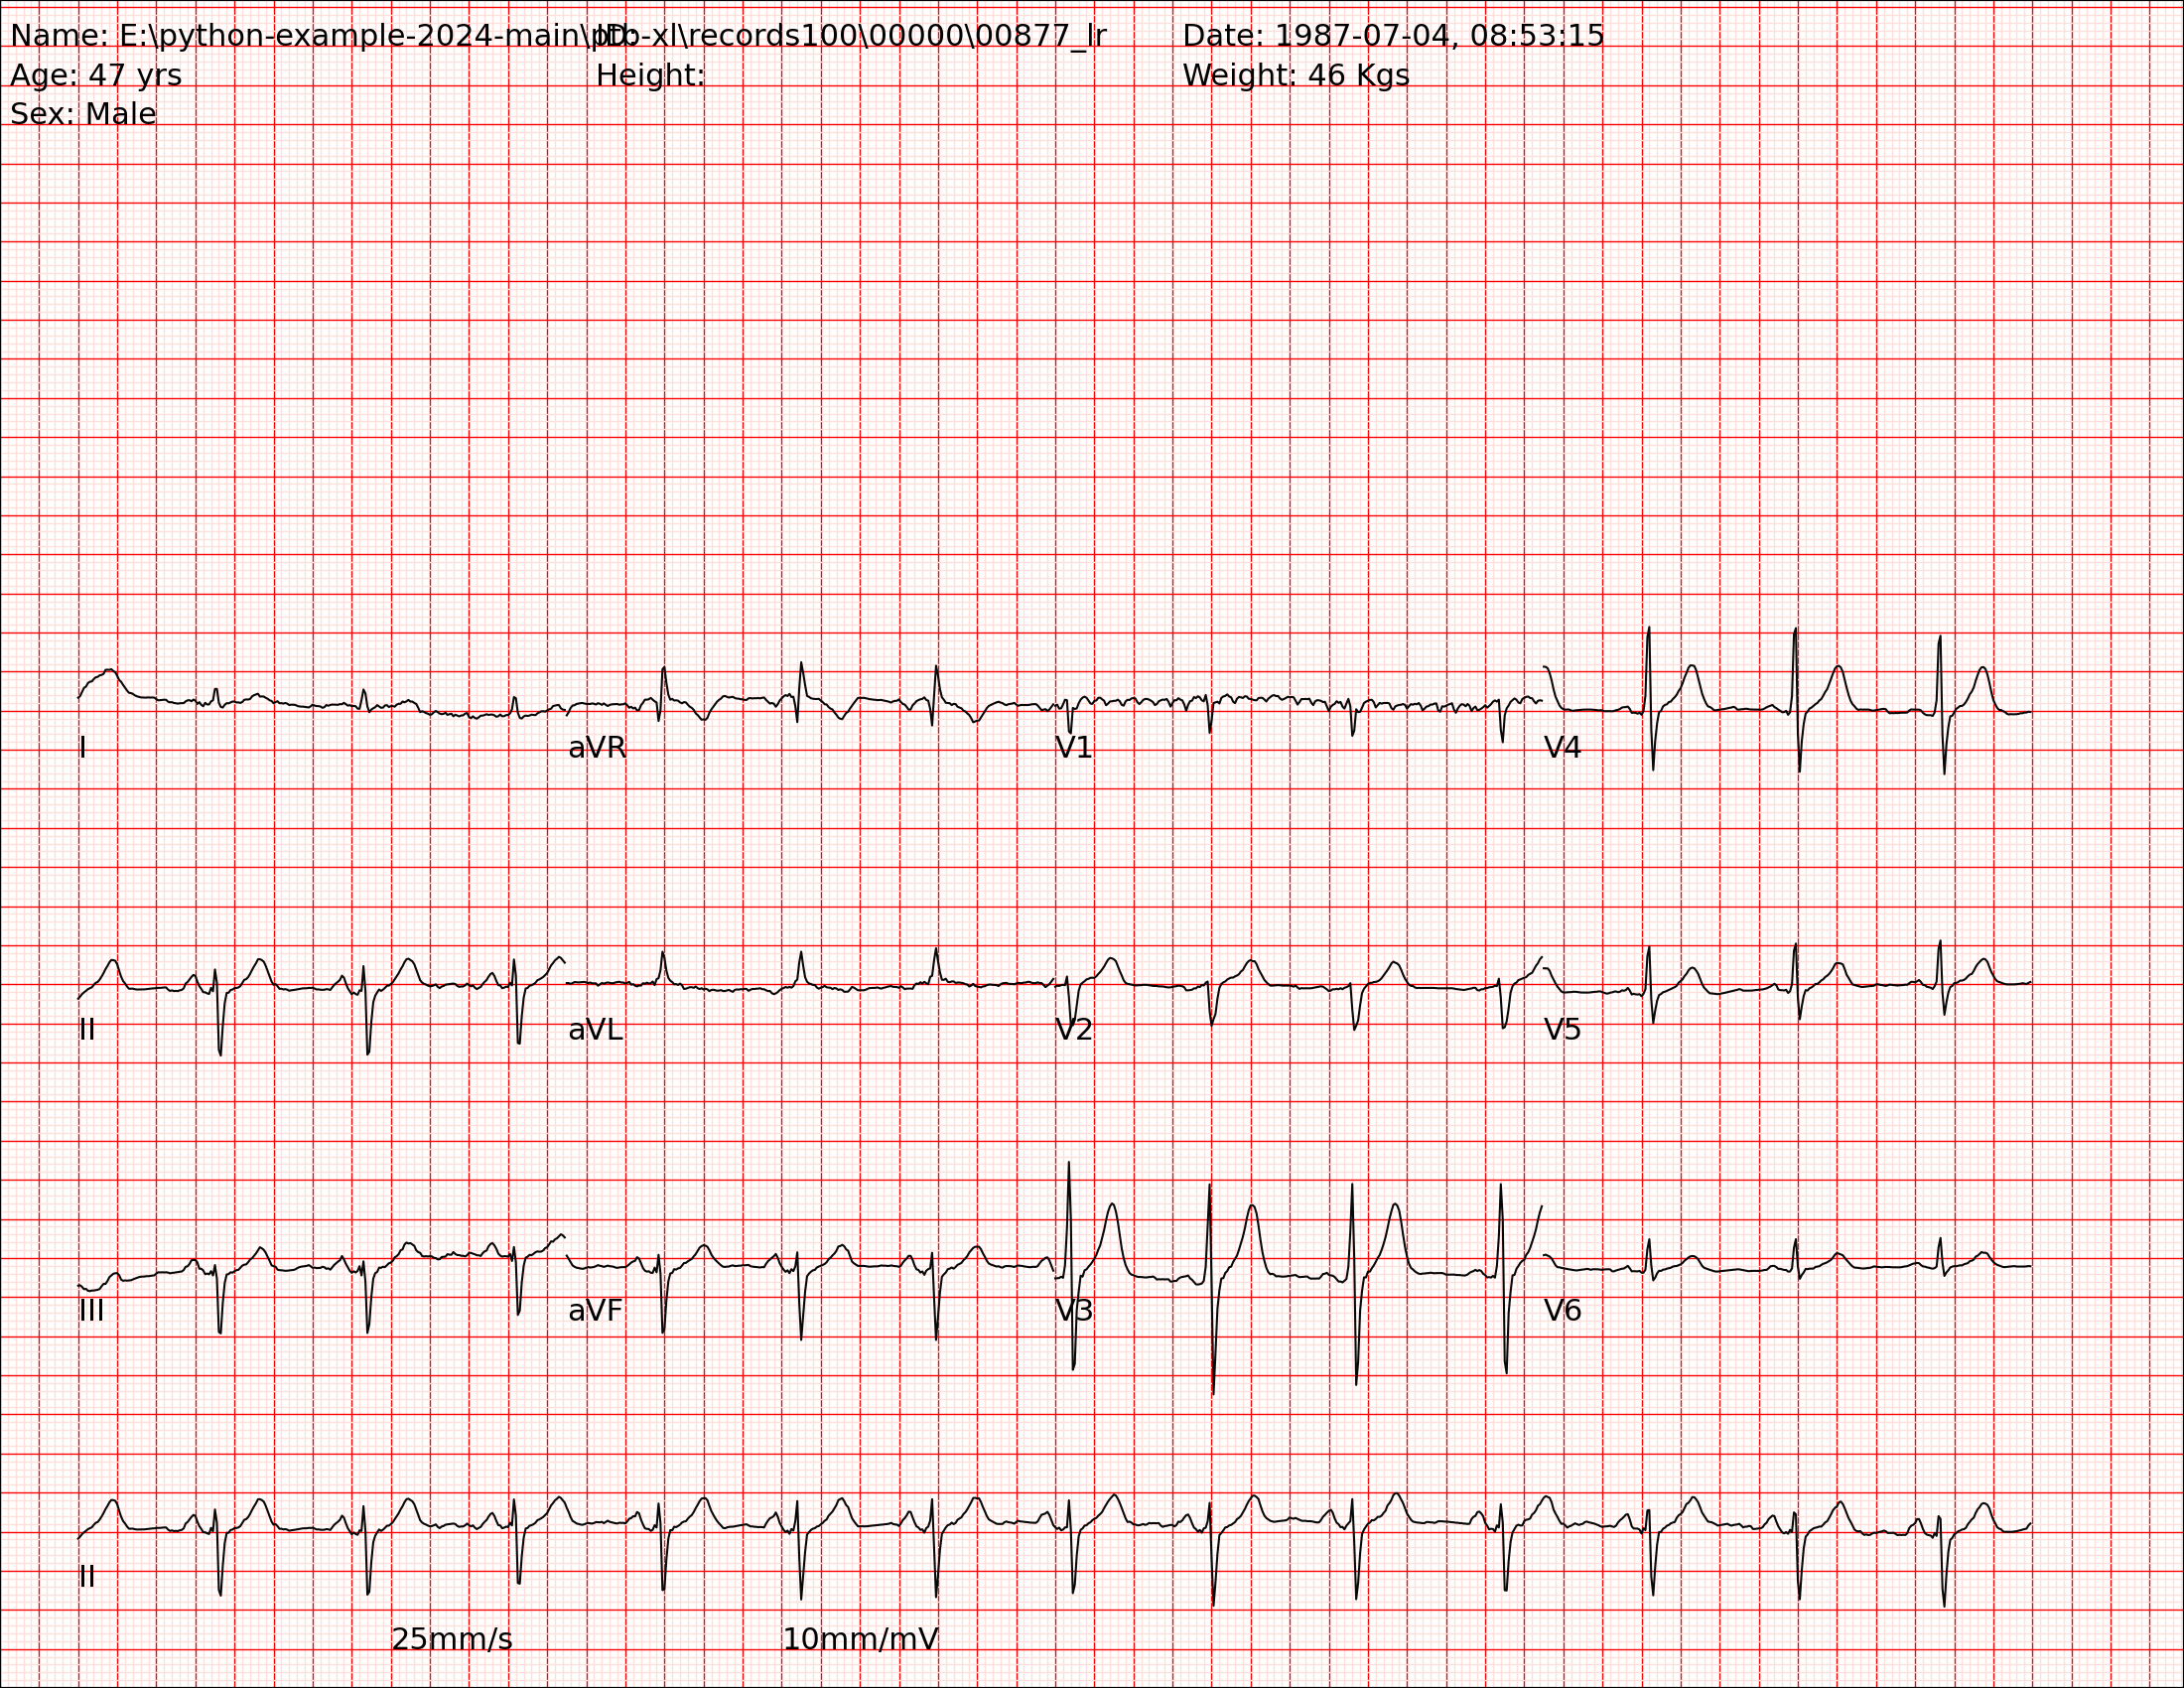 Name: E:\python-example-2024-main\ptb-xl\records100\00000\00877_lr ID: Date: 1987-07-04, 08:53:15
Age: 47 yrs Height: Weight: 46 Kgs
Sex: Male
I aVR V1 V4
II aVL V2 V5
III aVF V3 V6
II
25mm/s 10mm/mV